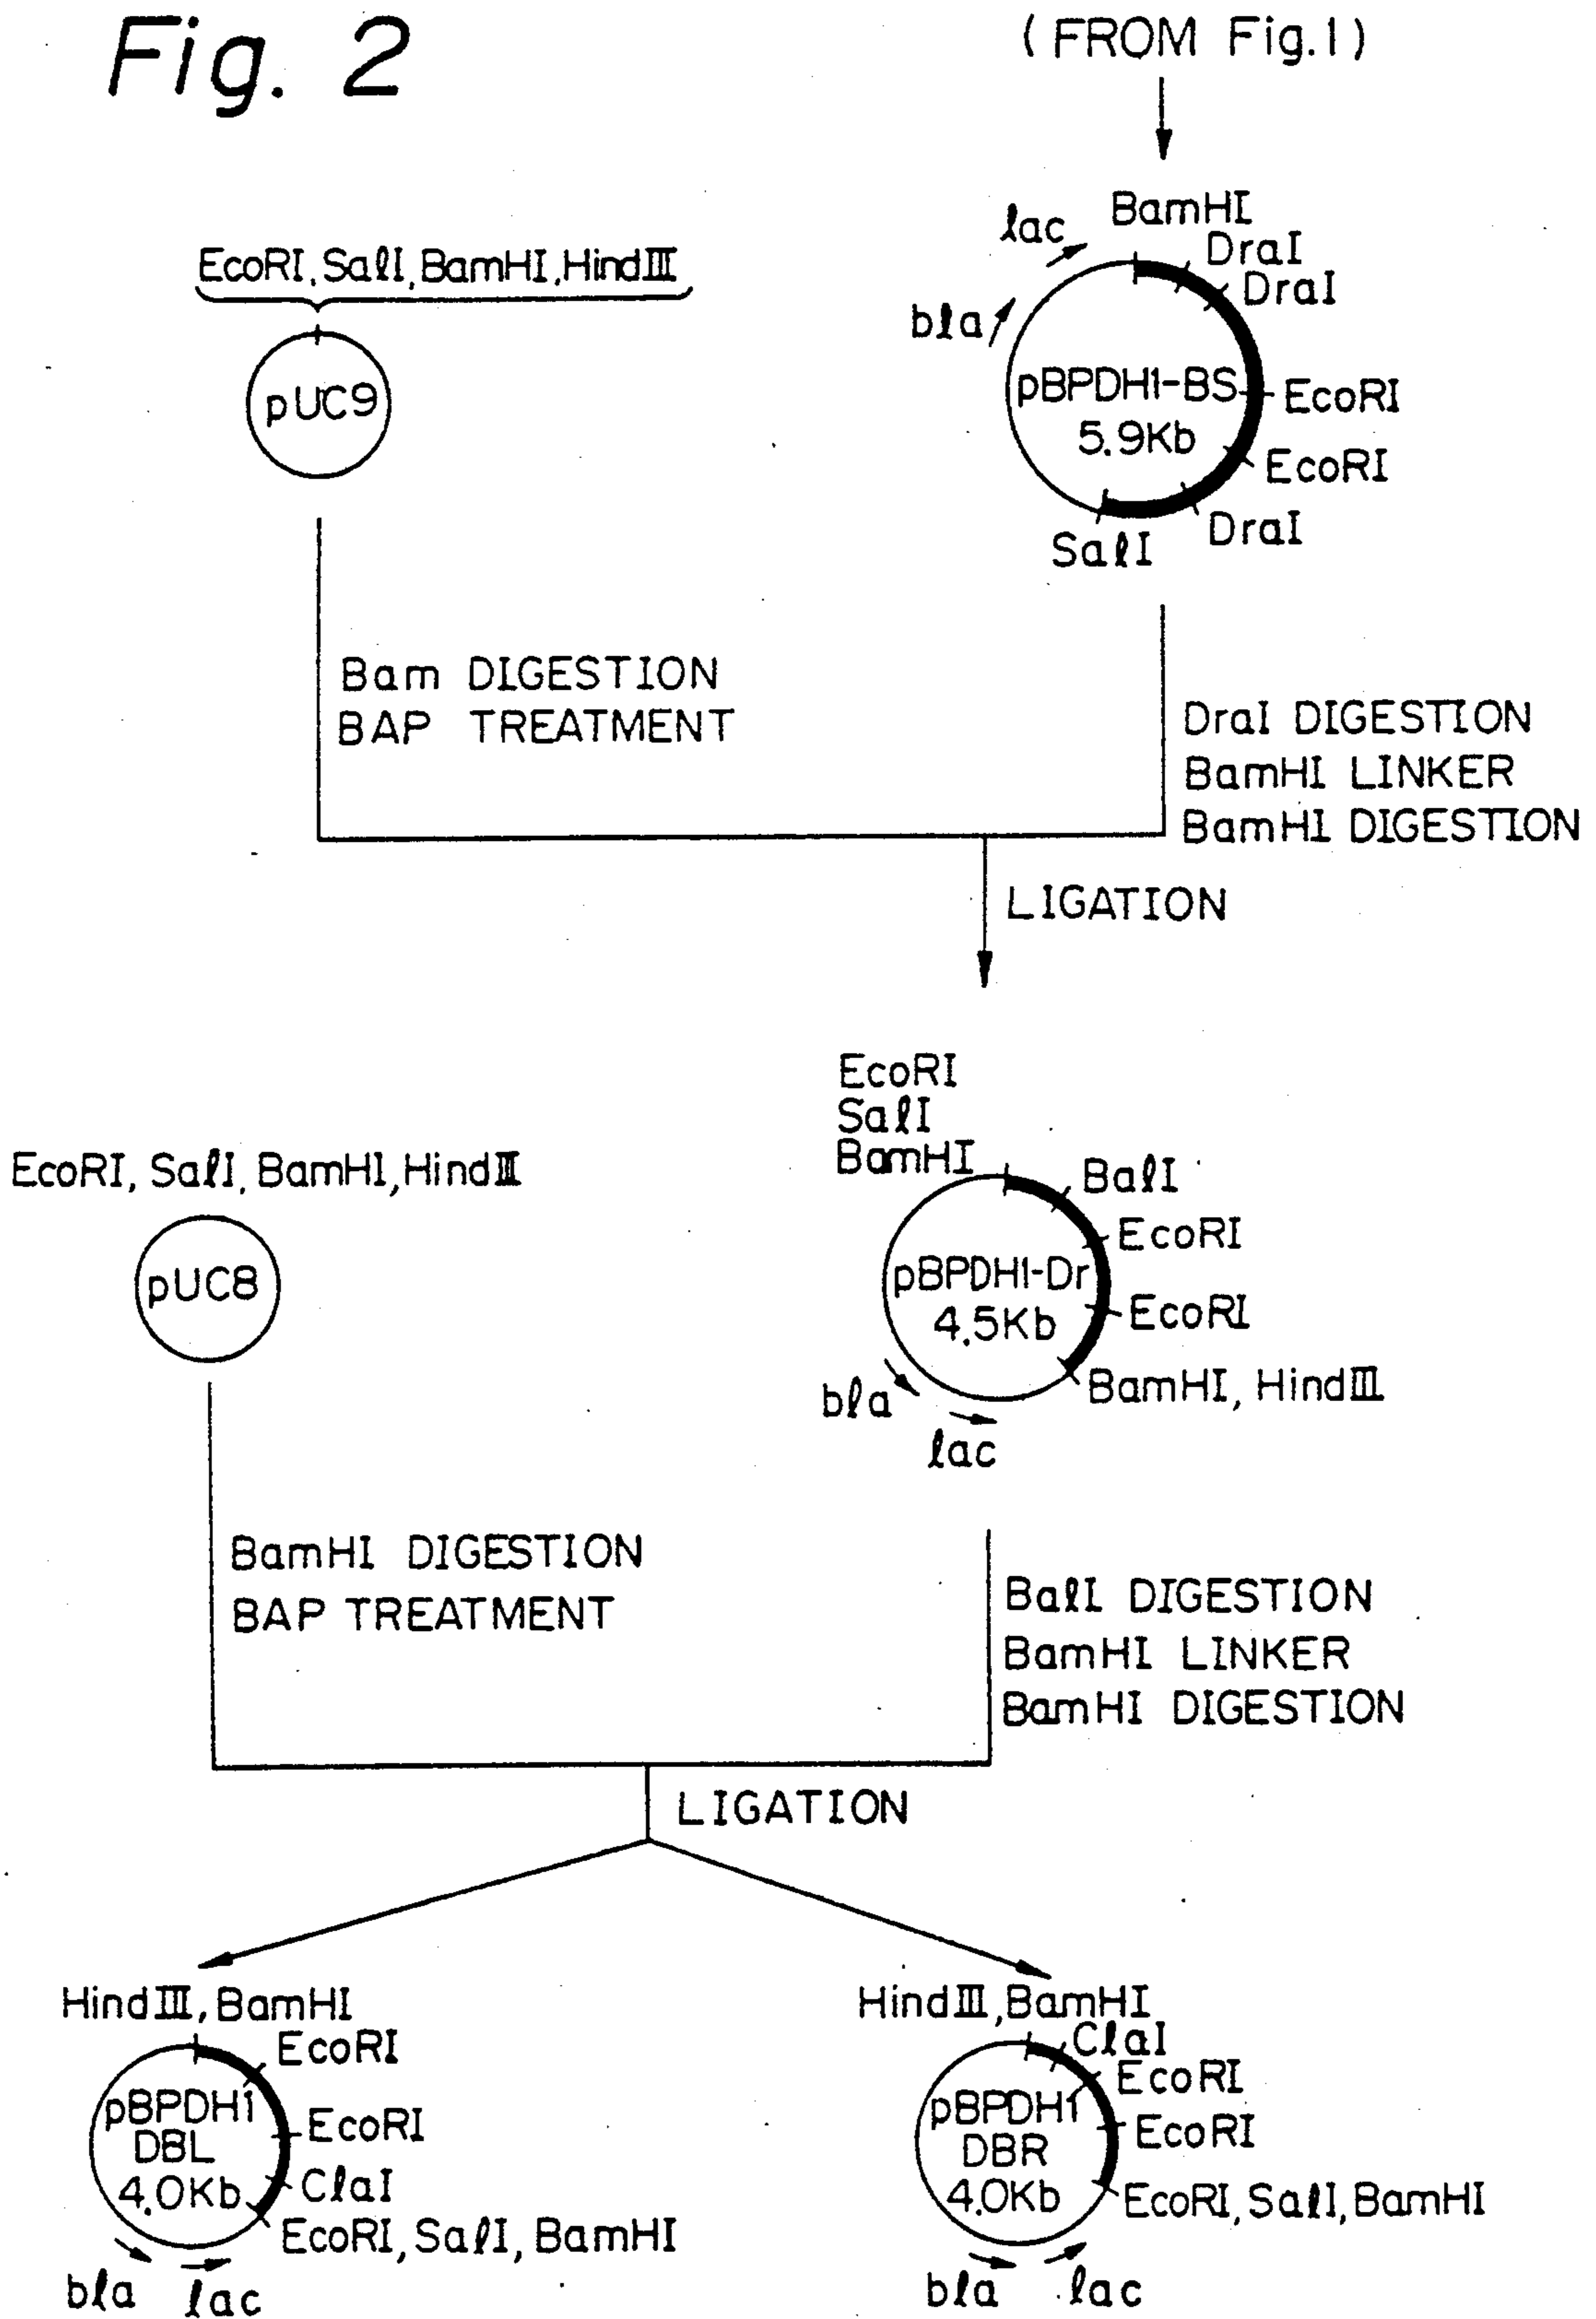 Fig. 2
(FROM Fig.1)
EcoRI, SalI, BamHI, HindIII
pUC9
lac
BamHI
DraI
DraI
bla
pBPDH1-BS
5.9Kb
EcoRI
EcoRI
DraI
SalI
Bam DIGESTION
BAP TREATMENT
DraI DIGESTION
BamHI LINKER
BamHI DIGESTION
LIGATION
EcoRI, SalI, BamHI, HindIII
pUC8
EcoRI
SalI
BamHI
BalI
EcoRI
pBPDH1-Dr
4.5Kb
EcoRI
BamHI, HindIII
bla
lac
BamHI DIGESTION
BAP TREATMENT
BalI DIGESTION
BamHI LINKER
BamHI DIGESTION
LIGATION
HindIII, BamHI
EcoRI
pBPDH1
DBL
4.0Kb
EcoRI
ClaI
EcoRI, SalI, BamHI
bla
lac
HindIII, BamHI
ClaI
EcoRI
pBPDH1
DBR
4.0Kb
EcoRI
EcoRI, SalI, BamHI
bla
lac